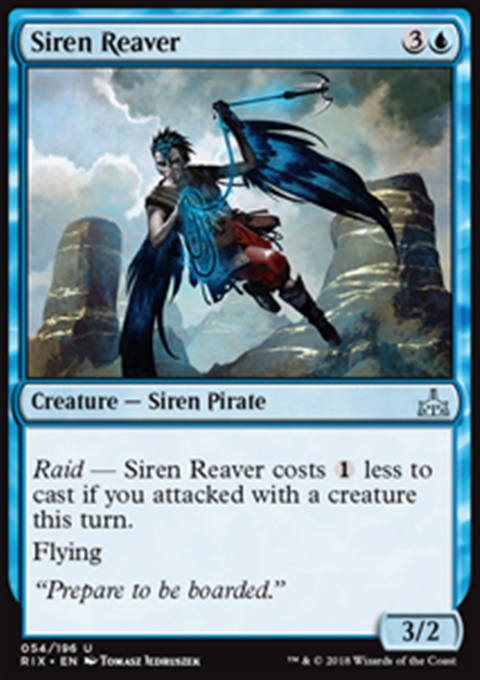 Siren Reaver 3
Creature — Siren Pirate
Raid — Siren Reaver costs 1 less to
cast if you attacked with a creature
this turn.
Flying
“Prepare to be boarded.”
3/2
054/196 U
RIX • EN Tomasz Jedruszek
™ & © 2018 Wizards of the Coast